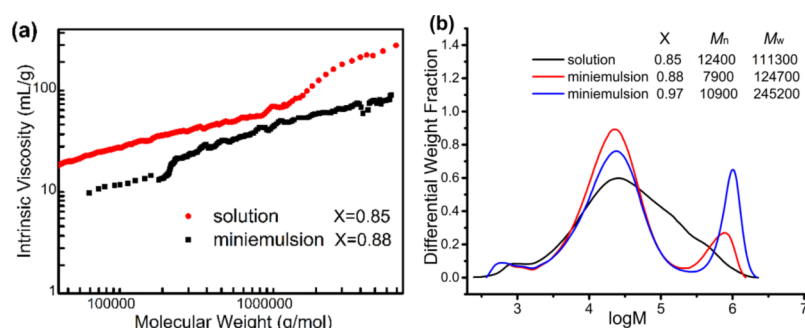 (a)
Intrinsic Viscosity (mL/g)
100
10
1
solution X=0.85
miniemulsion X=0.88
100000 1000000
Molecular Weight (g/mol)
(b)
Differential Weight Fraction
1.4
1.2
1.0
0.8
0.6
0.4
0.2
0.0
X Mn Mw
solution 0.85 12400 111300
miniemulsion 0.88 7900 124700
miniemulsion 0.97 10900 245200
3 4 5 6 7
logM